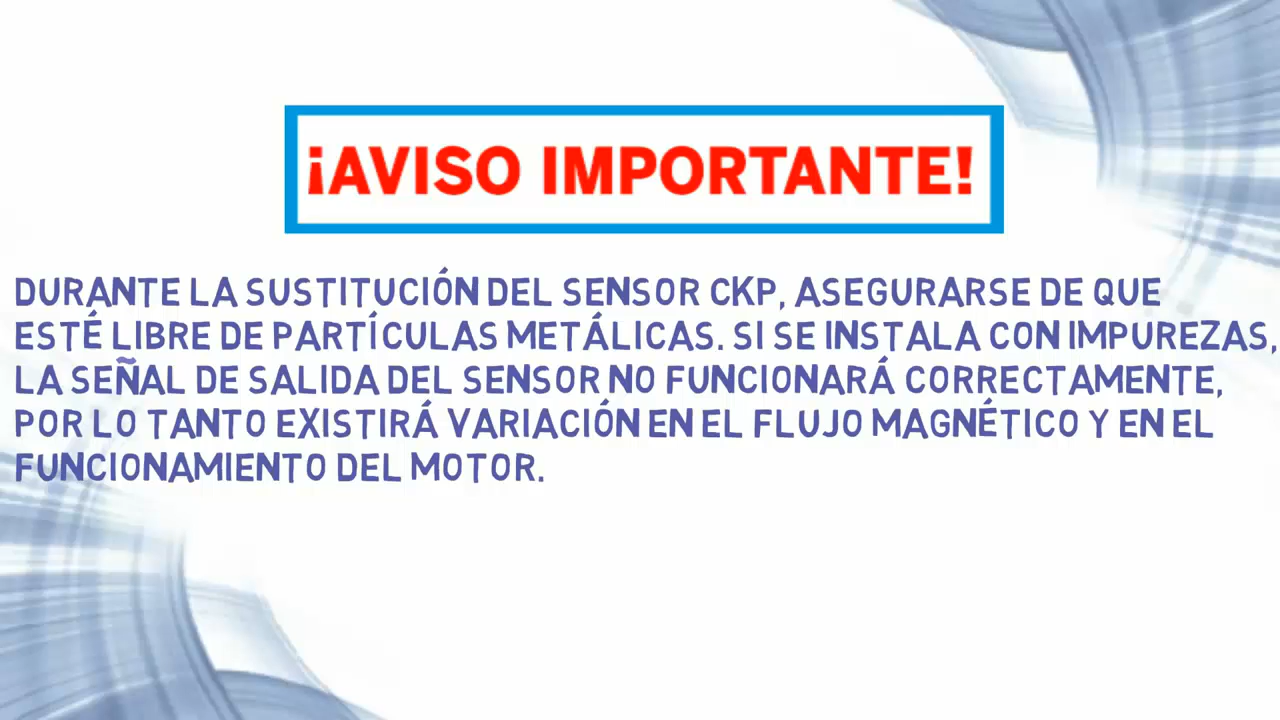 ¡AVISO IMPORTANTE!
DURANTE LA SUSTITUCIÓN DEL SENSOR CKP, ASEGURARSE DE QUE
ESTÉ LIBRE DE PARTÍCULAS METÁLICAS. SI SE INSTALA CON IMPUREZAS,
LA SEÑAL DE SALIDA DEL SENSOR NO FUNCIONARÁ CORRECTAMENTE,
POR LO TANTO EXISTIRÁ VARIACIÓN EN EL FLUJO MAGNÉTICO Y EN EL
FUNCIONAMIENTO DEL MOTOR.